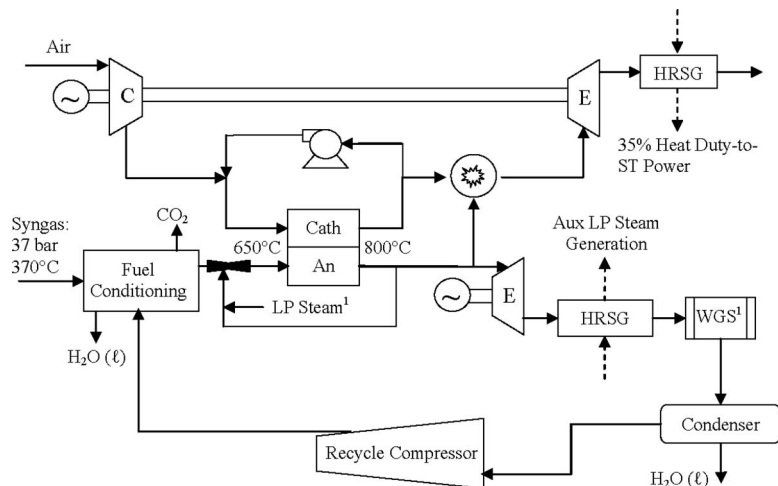 Air
C
E
HRSG
35% Heat Duty-to-
ST Power
Syngas:
37 bar
370°C
CO2
Fuel
Conditioning
H2O (ℓ)
650°C
Cath
An
800°C
LP Steam¹
Aux LP Steam
Generation
~
~
E
HRSG
WGS¹
Condenser
H2O (ℓ)
Recycle Compressor